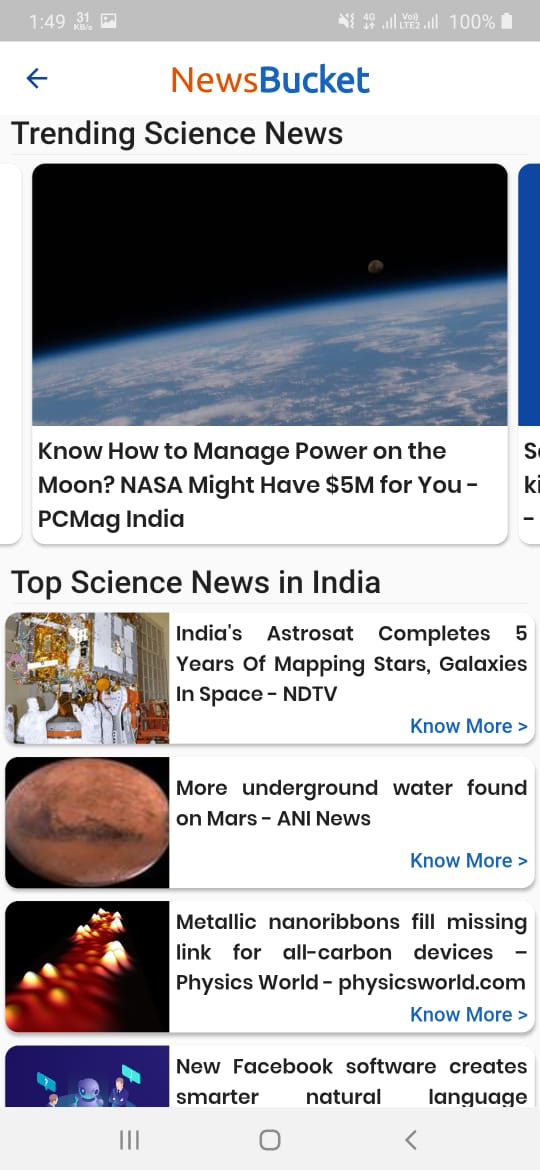 1:49 31 KB/s 4G Vo) LTE2 100%
NewsBucket
Trending Science News
Know How to Manage Power on the
Moon? NASA Might Have $5M for You -
PCMag India
ki
-
Top Science News in India
India's Astrosat Completes 5
Years Of Mapping Stars, Galaxies
In Space - NDTV
Know More >
More underground water found
on Mars - ANI News
Know More >
Metallic nanoribbons fill missing
link for all-carbon devices –
Physics World - physicsworld.com
Know More >
New Facebook software creates
smarter natural language